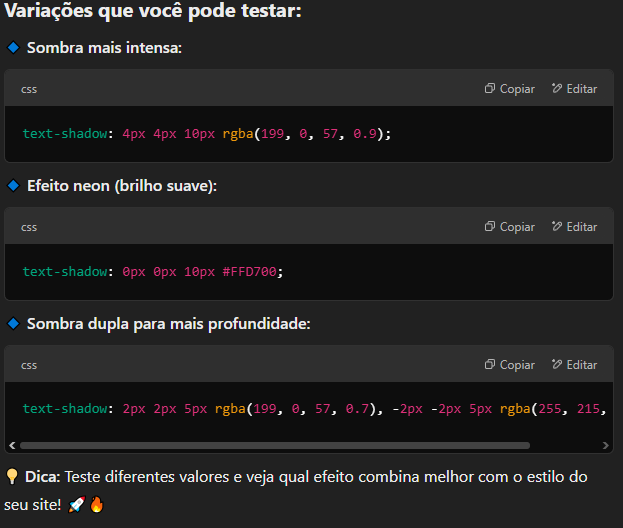 Variações que você pode testar:
Sombra mais intensa:
css
Copiar
Editar
text-shadow: 4px 4px 10px rgba(199, 0, 57, 0.9);
Efeito neon (brilho suave):
css
Copiar
Editar
text-shadow: 0px 0px 10px #FFD700;
Sombra dupla para mais profundidade:
css
Copiar
Editar
text-shadow: 2px 2px 5px rgba(199, 0, 57, 0.7), -2px -2px 5px rgba(255, 215,
Dica: Teste diferentes valores e veja qual efeito combina melhor com o estilo do
seu site! 🚀🔥